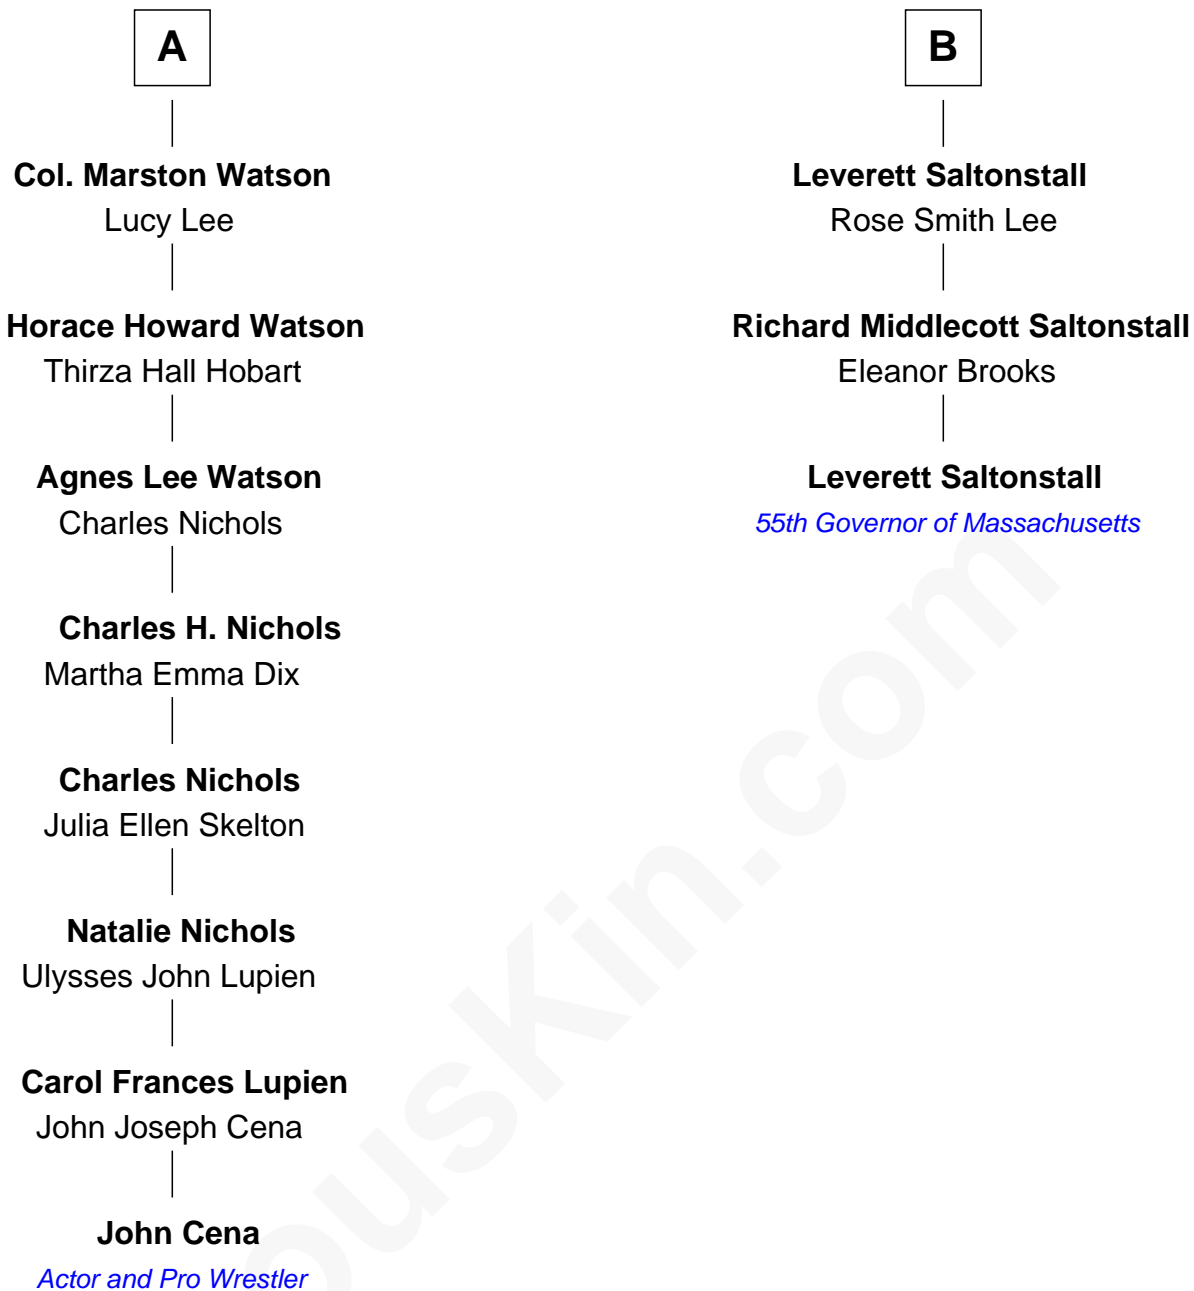 A
Col. Marston Watson
Lucy Lee
Horace Howard Watson
Thirza Hall Hobart
Agnes Lee Watson
Charles Nichols
Charles H. Nichols
Martha Emma Dix
Charles Nichols
Julia Ellen Skelton
Natalie Nichols
Ulysses John Lupien
Carol Frances Lupien
John Joseph Cena
John Cena
Actor and Pro Wrestler
B
Leverett Saltonstall
Rose Smith Lee
Richard Middlecott Saltonstall
Eleanor Brooks
Leverett Saltonstall
55th Governor of Massachusetts
ousKin.com